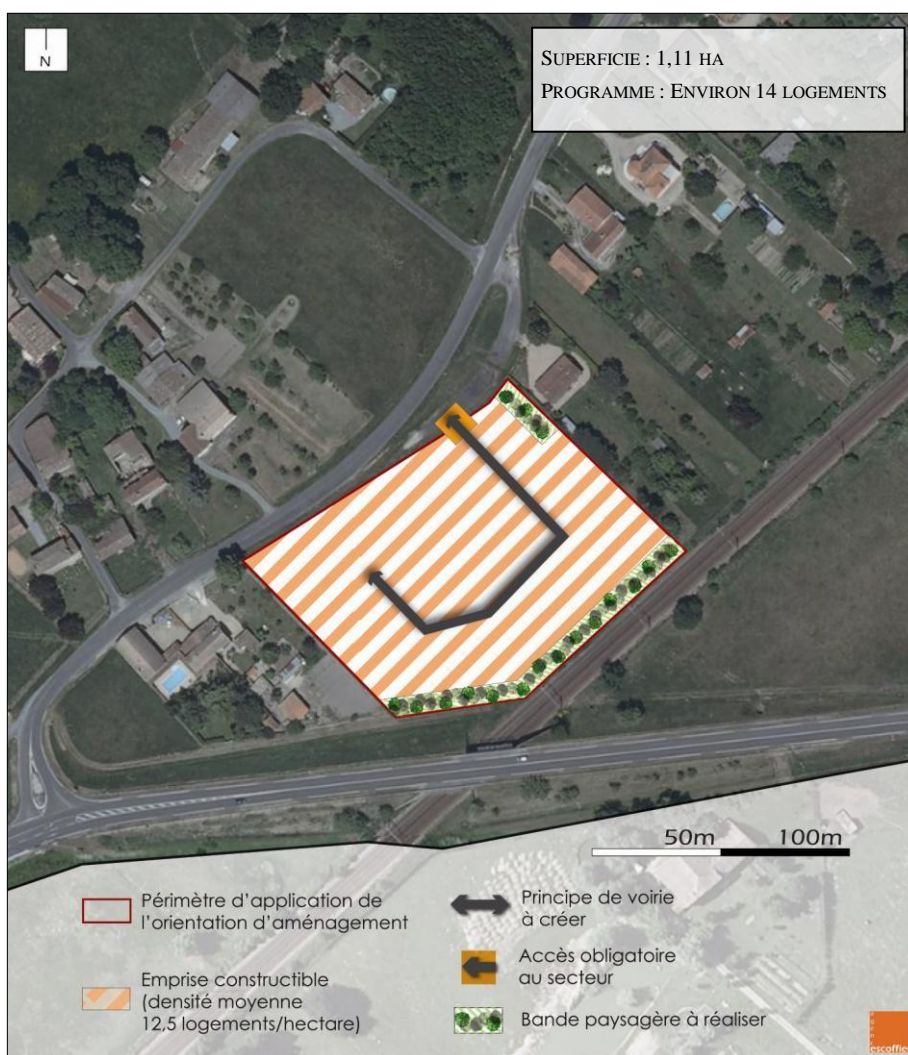 N
SUPERFICIE : 1,11 HA
PROGRAMME : ENVIRON 14 LOGEMENTS
50m 100m
Périmètre d'application de
l'orientation d'aménagement
Emprise constructible
(densité moyenne
12,5 logements/hectare)
Principe de voirie
à créer
Accès obligatoire
au secteur
Bande paysagère à réaliser
escoffier